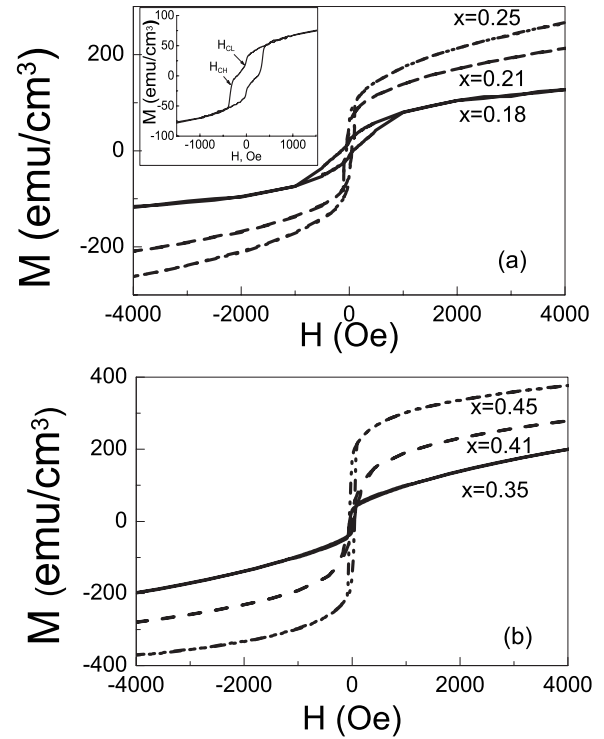 200
0
-200
M (emu/cm³)
100
50
0
-50
-100
M (emu/cm³)
H_CL
H_CH
-1000 0 1000
H, Oe
x=0.25
x=0.21
x=0.18
(a)
-4000 -2000 0 2000 4000
H (Oe)
400
200
0
-200
-400
M (emu/cm³)
x=0.45
x=0.41
x=0.35
(b)
-4000 -2000 0 2000 4000
H (Oe)